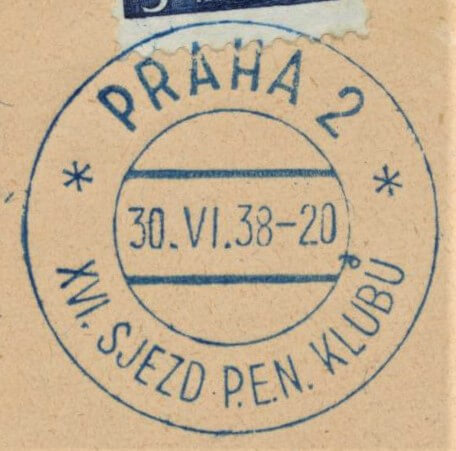 PRAHA 2
30.VI.38-20
XVI. SJEZD P.E.N. KLUBU